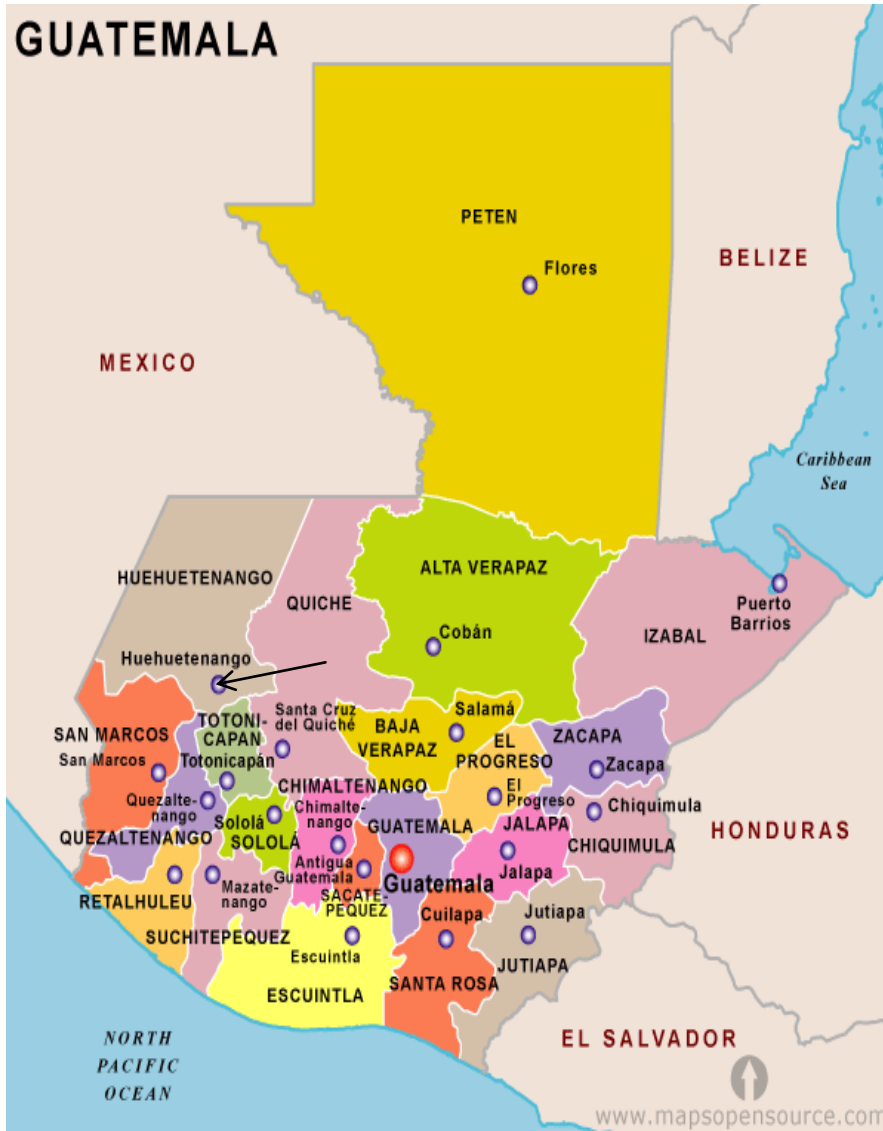 GUATEMALA
PETEN
Flores
BELIZE
MEXICO
Caribbean
Sea
HUEHUETENANGO
ALTA VERAPAZ
QUICHE
Puerto
Barrios
Cobán
IZABAL
Huehuetenango
Santa Cruz
del Quiché
Salamá
TOTONI-
CAPAN
BAJA
VERAPAZ
SAN MARCOS
San Marcos
Totonicapán
EL
PROGRESO
ZACAPA
Zacapa
CHIMALTENANGO
El
Progreso
Quezalte-
nango
Chimalte-
nango
Chiquimula
Sololá
SOLOLÁ
GUATEMALA
JALAPA
HONDURAS
QUEZALTENANGO
CHIQUIMULA
Antigua
Guatemala
Jalapa
Guatemala
RETALHULEU
Mazate-
nango
SACATE-
PEQUEZ
Cuilapa
Jutiapa
SUCHITEPEQUEZ
Escuintla
JUTIAPA
SANTA ROSA
ESCUINTLA
NORTH
PACIFIC
OCEAN
EL SALVADOR
www.mapsopensource.com